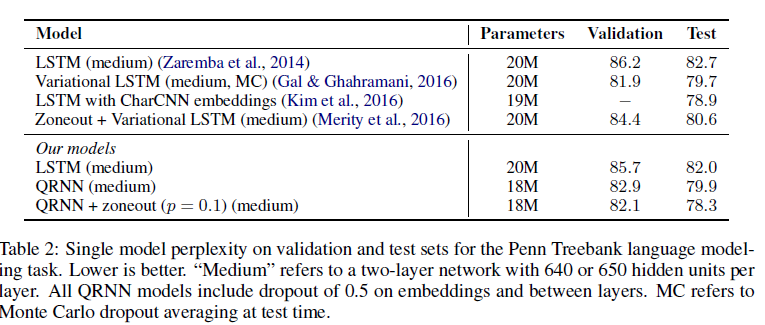 Model Parameters Validation Test
LSTM (medium) (Zaremba et al., 2014) 20M 86.2 82.7
Variational LSTM (medium, MC) (Gal & Ghahramani, 2016) 20M 81.9 79.7
LSTM with CharCNN embeddings (Kim et al., 2016) 19M − 78.9
Zoneout + Variational LSTM (medium) (Merity et al., 2016) 20M 84.4 80.6
Our models
LSTM (medium) 20M 85.7 82.0
QRNN (medium) 18M 82.9 79.9
QRNN + zoneout (p = 0.1) (medium) 18M 82.1 78.3
Table 2: Single model perplexity on validation and test sets for the Penn Treebank language model-
ing task. Lower is better. “Medium” refers to a two-layer network with 640 or 650 hidden units per
layer. All QRNN models include dropout of 0.5 on embeddings and between layers. MC refers to
Monte Carlo dropout averaging at test time.